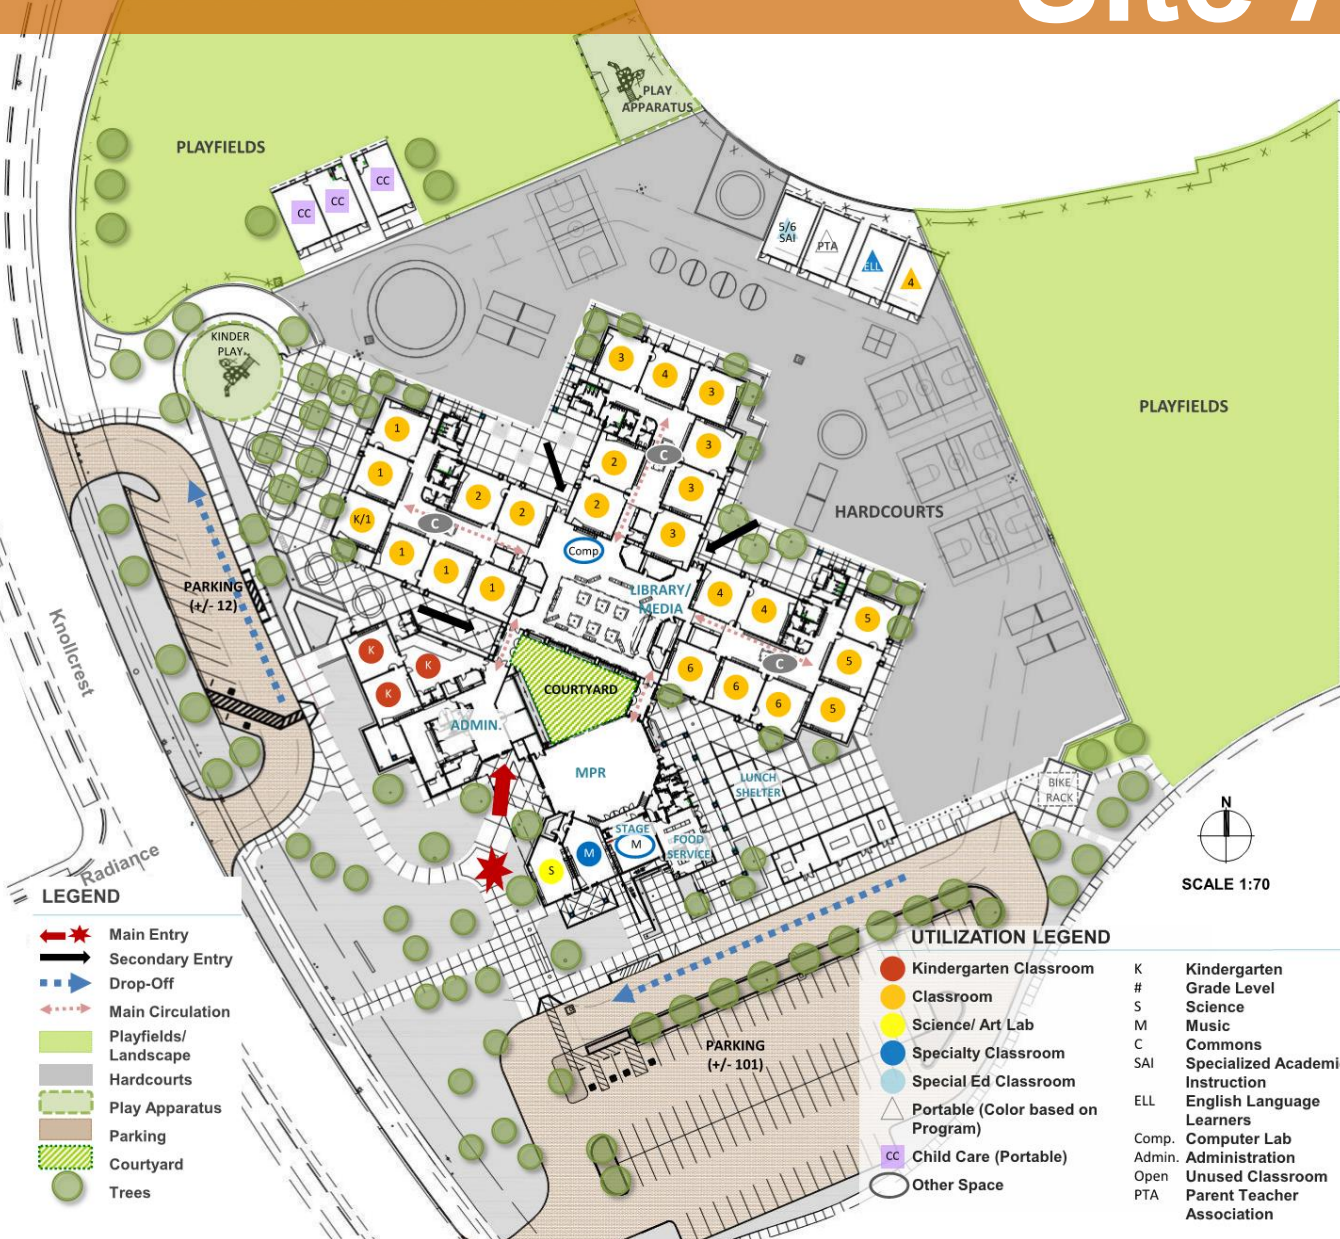 Site A
PLAY
APPARATUS
PLAYFIELDS
CC
CC
CC
5/6
SAI
PTA
ELL
4
KINDER
PLAY
3
4
3
PLAYFIELDS
1
3
C
2
1
3
2
2
2
HARDCOURTS
K/1
C
3
1
Comp
1
1
LIBRARY/
MEDIA
4
4
5
PARKING
(+/- 12)
K
K
C
5
6
K
COURTYARD
6
6
5
Knollcrest
ADMIN.
MPR
LUNCH
SHELTER
BIKE
RACK
STAGE
M
M
FOOD
SERVICE
S
N
SCALE 1:70
Radiance
PARKING
(+/- 101)
LEGEND
Main Entry
Secondary Entry
Drop-Off
Main Circulation
Playfields/
Landscape
Hardcourts
Play Apparatus
Parking
Courtyard
Trees
UTILIZATION LEGEND
Kindergarten Classroom
Classroom
Science/ Art Lab
Specialty Classroom
Special Ed Classroom
Portable (Color based on
Program)
CC Child Care (Portable)
Other Space
K Kindergarten
# Grade Level
S Science
M Music
C Commons
SAI Specialized Academi
Instruction
ELL English Language
Learners
Comp. Computer Lab
Admin. Administration
Open Unused Classroom
PTA Parent Teacher
Association